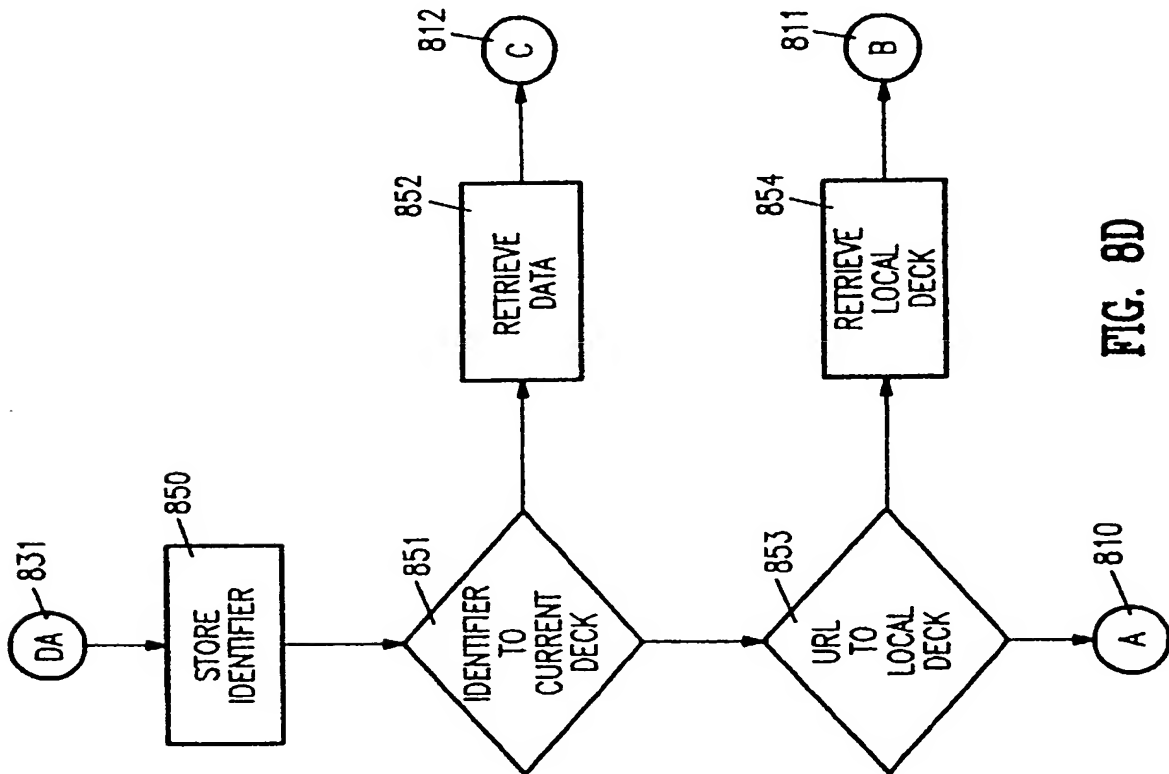 DA
831
850
STORE
IDENTIFIER
851
IDENTIFIER
TO
CURRENT
DECK
852
RETRIEVE
DATA
812
C
853
URL
TO
LOCAL
DECK
854
RETRIEVE
LOCAL
DECK
811
B
810
A
FIG. 8D